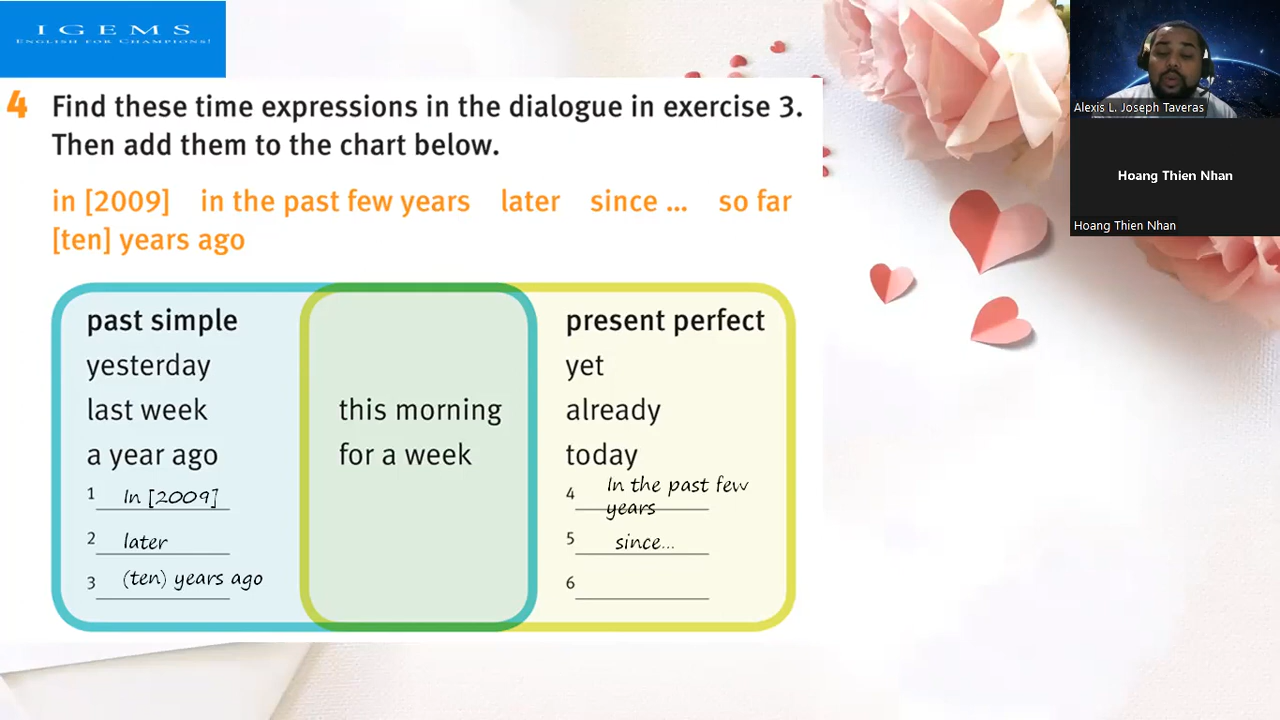 IGEMS
ENGLISH FOR CHAMPIONS!
4 Find these time expressions in the dialogue in exercise 3.
Then add them to the chart below.
in [2009] in the past few years later since ... so far
[ten] years ago
past simple
yesterday
last week
a year ago
1 In [2009]
2 later
3 (ten) years ago
this morning
for a week
present perfect
yet
already
today
4 In the past few
years
5 since...
6
Alexis L. Joseph Taveras
Hoang Thien Nhan
Hoang Thien Nhan